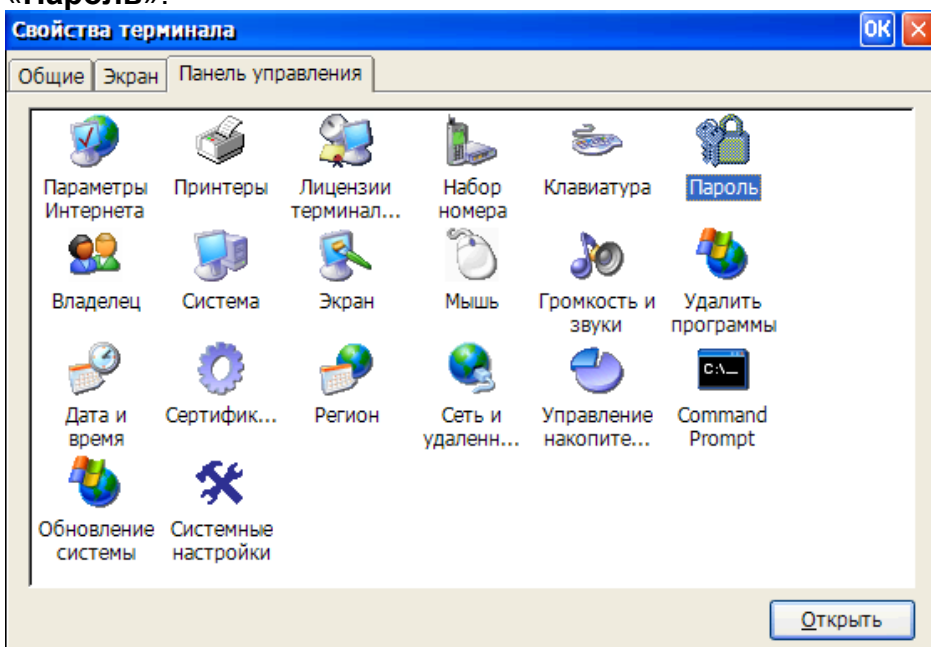 «Пароль».
Свойства терминала
OK
Общие Экран Панель управления
Параметры Интернета
Принтеры
Лицензии терминал...
Набор номера
Клавиатура
Пароль
Владелец
Система
Экран
Мышь
Громкость и звуки
Удалить программы
Дата и время
Сертифик...
Регион
Сеть и удаленн...
Управление накопите...
C:\_
Command Prompt
Обновление системы
Системные настройки
Открыть